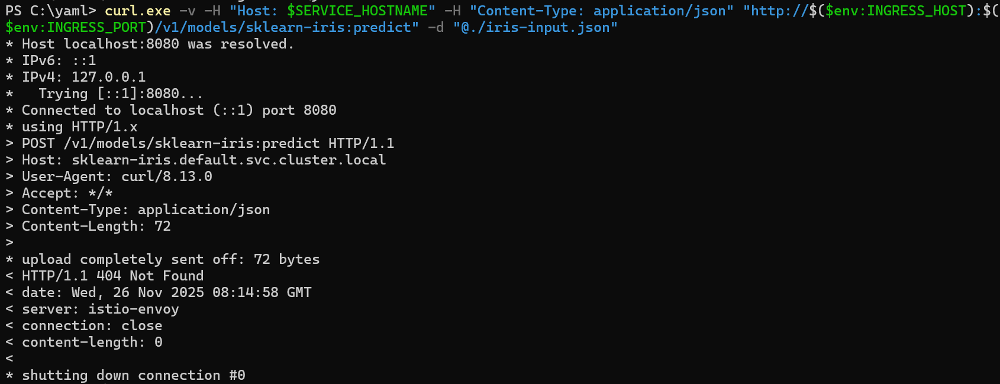 PS C:\yaml> curl.exe -v -H "Host: $SERVICE_HOSTNAME" -H "Content-Type: application/json" "http://$($env:INGRESS_HOST):$(
$env:INGRESS_PORT)/v1/models/sklearn-iris:predict" -d "@./iris-input.json"
* Host localhost:8080 was resolved.
* IPv6: ::1
* IPv4: 127.0.0.1
*   Trying [::1]:8080...
* Connected to localhost (::1) port 8080
* using HTTP/1.x
> POST /v1/models/sklearn-iris:predict HTTP/1.1
> Host: sklearn-iris.default.svc.cluster.local
> User-Agent: curl/8.13.0
> Accept: */*
> Content-Type: application/json
> Content-Length: 72
>
* upload completely sent off: 72 bytes
< HTTP/1.1 404 Not Found
< date: Wed, 26 Nov 2025 08:14:58 GMT
< server: istio-envoy
< connection: close
< content-length: 0
<
* shutting down connection #0